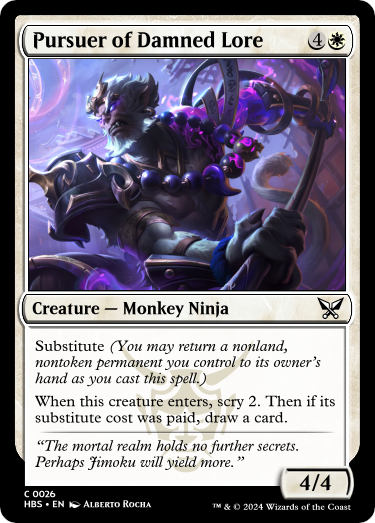 Pursuer of Damned Lore 4
Creature — Monkey Ninja
Substitute (You may return a nonland,
nontoken permanent you control to its owner's
hand as you cast this spell.)
When this creature enters, scry 2. Then if its
substitute cost was paid, draw a card.
“The mortal realm holds no further secrets.
Perhaps Jimoku will yield more.”
4/4
C 0026
HBS • EN Alberto Rocha
™ & © 2024 Wizards of the Coast